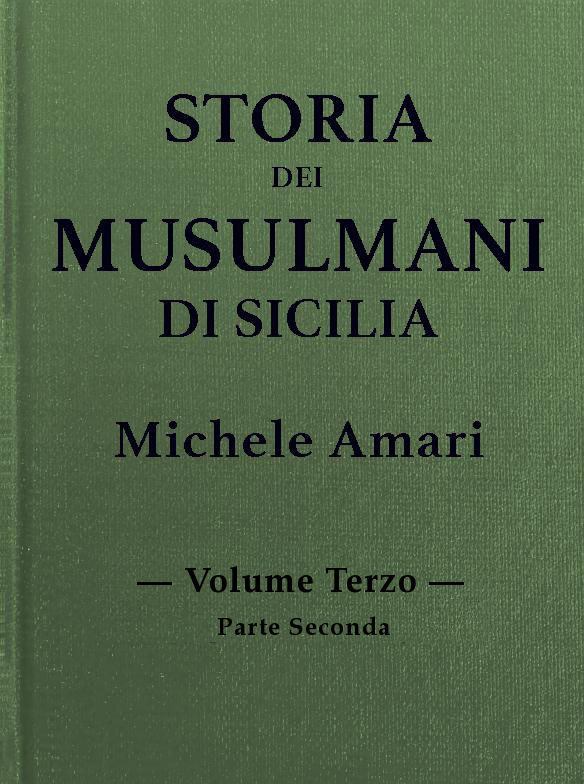 STORIA
DEI
MUSULMANI
DI SICILIA
Michele Amari
— Volume Terzo —
Parte Seconda